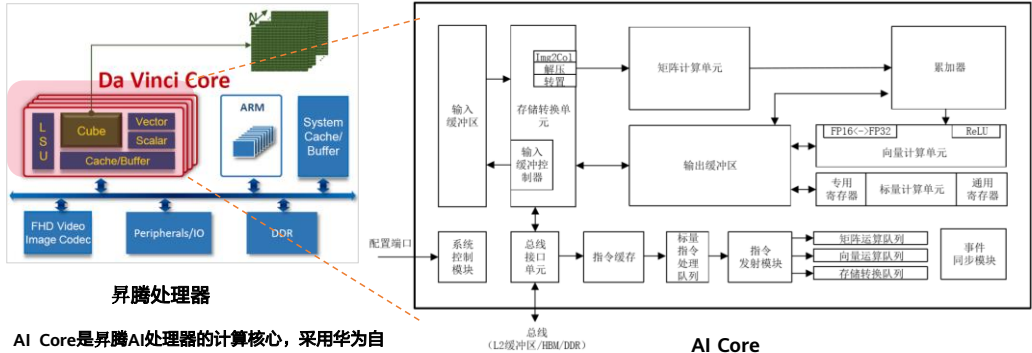 N
Da Vinci Core
LSU
Cube
Vector
Scalar
Cache/Buffer
ARM
System
Cache/
Buffer
FHD Video
Image Codec
Peripherals/IO
DDR
昇腾处理器
AI Core是昇腾AI处理器的计算核心，采用华为自
输入
缓冲区
Img2Col
解压
转置
存储转换单
元
输入
缓冲控
制器
矩阵计算单元
累加器
输出缓冲区
FP16<->FP32
ReLU
向量计算单元
专用
寄存器
标量计算单元
通用
寄存器
配置端口
系统
控制
模块
总线
接口
单元
指令缓存
标量
指令
处理
队列
指令
发射模块
矩阵运算队列
向量运算队列
存储转换队列
事件
同步模块
总线
（L2缓冲区/HBM/DDR）
AI Core